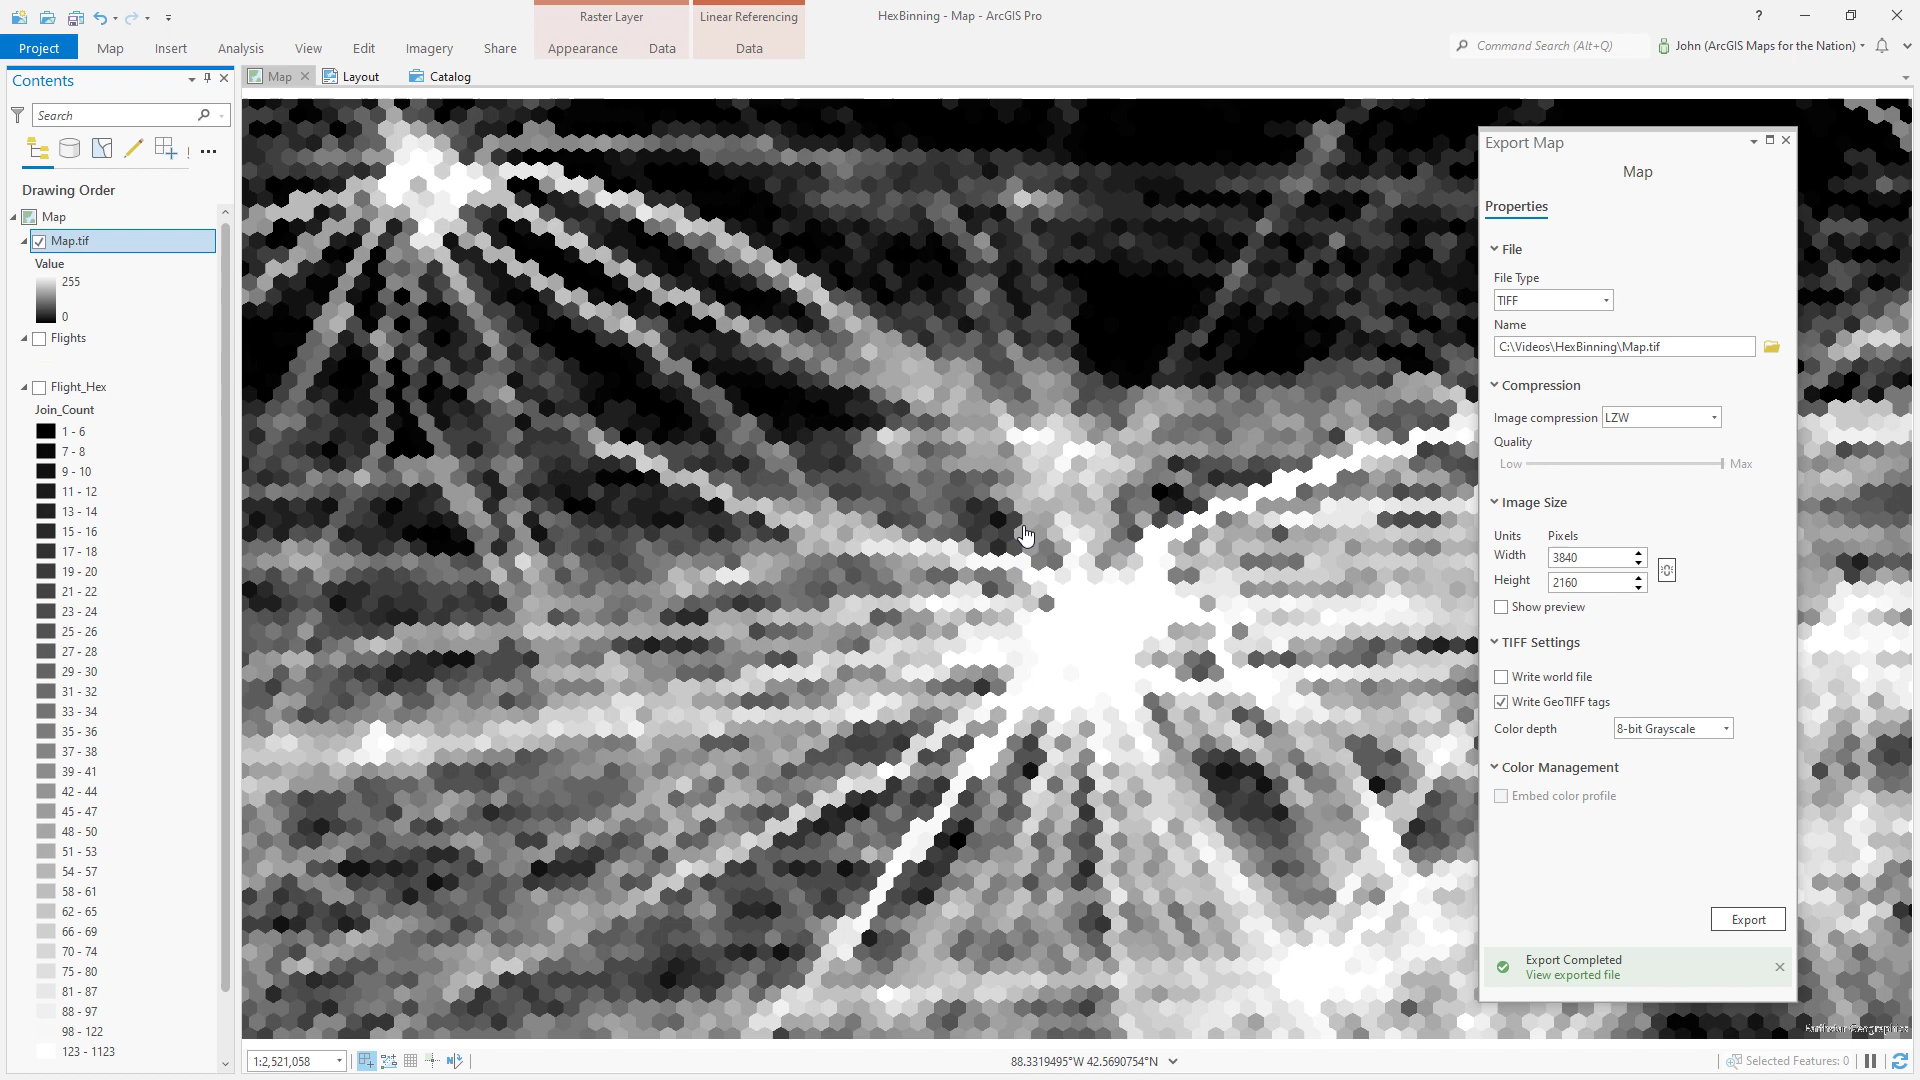 Raster Layer
Linear Referencing
HexBinning - Map - ArcGIS Pro
?
Project
Map
Insert
Analysis
View
Edit
Imagery
Share
Appearance
Data
Data
Command Search (Alt+Q)
John (ArcGIS Maps for the Nation)
Contents
Map
Layout
Catalog
Search
Drawing Order
Map
Map.tif
Value
255
0
Flights
Flight_Hex
Join_Count
1 - 6
7 - 8
9 - 10
11 - 12
13 - 14
15 - 16
17 - 18
19 - 20
21 - 22
23 - 24
25 - 26
27 - 28
29 - 30
31 - 32
33 - 34
35 - 36
37 - 38
39 - 41
42 - 44
45 - 47
48 - 50
51 - 53
54 - 57
58 - 61
62 - 65
66 - 69
70 - 74
75 - 80
81 - 87
88 - 97
98 - 122
123 - 1123
Export Map
Map
Properties
File
File Type
TIFF
Name
C:\Videos\HexBinning\Map.tif
Compression
Image compression LZW
Quality
Low Max
Image Size
Units Pixels
Width 3840
Height 2160
Show preview
TIFF Settings
Write world file
Write GeoTIFF tags
Color depth 8-bit Grayscale
Color Management
Embed color profile
Export
Export Completed
View exported file
1:2,521,058
88.3319495°W 42.5690754°N
Selected Features: 0